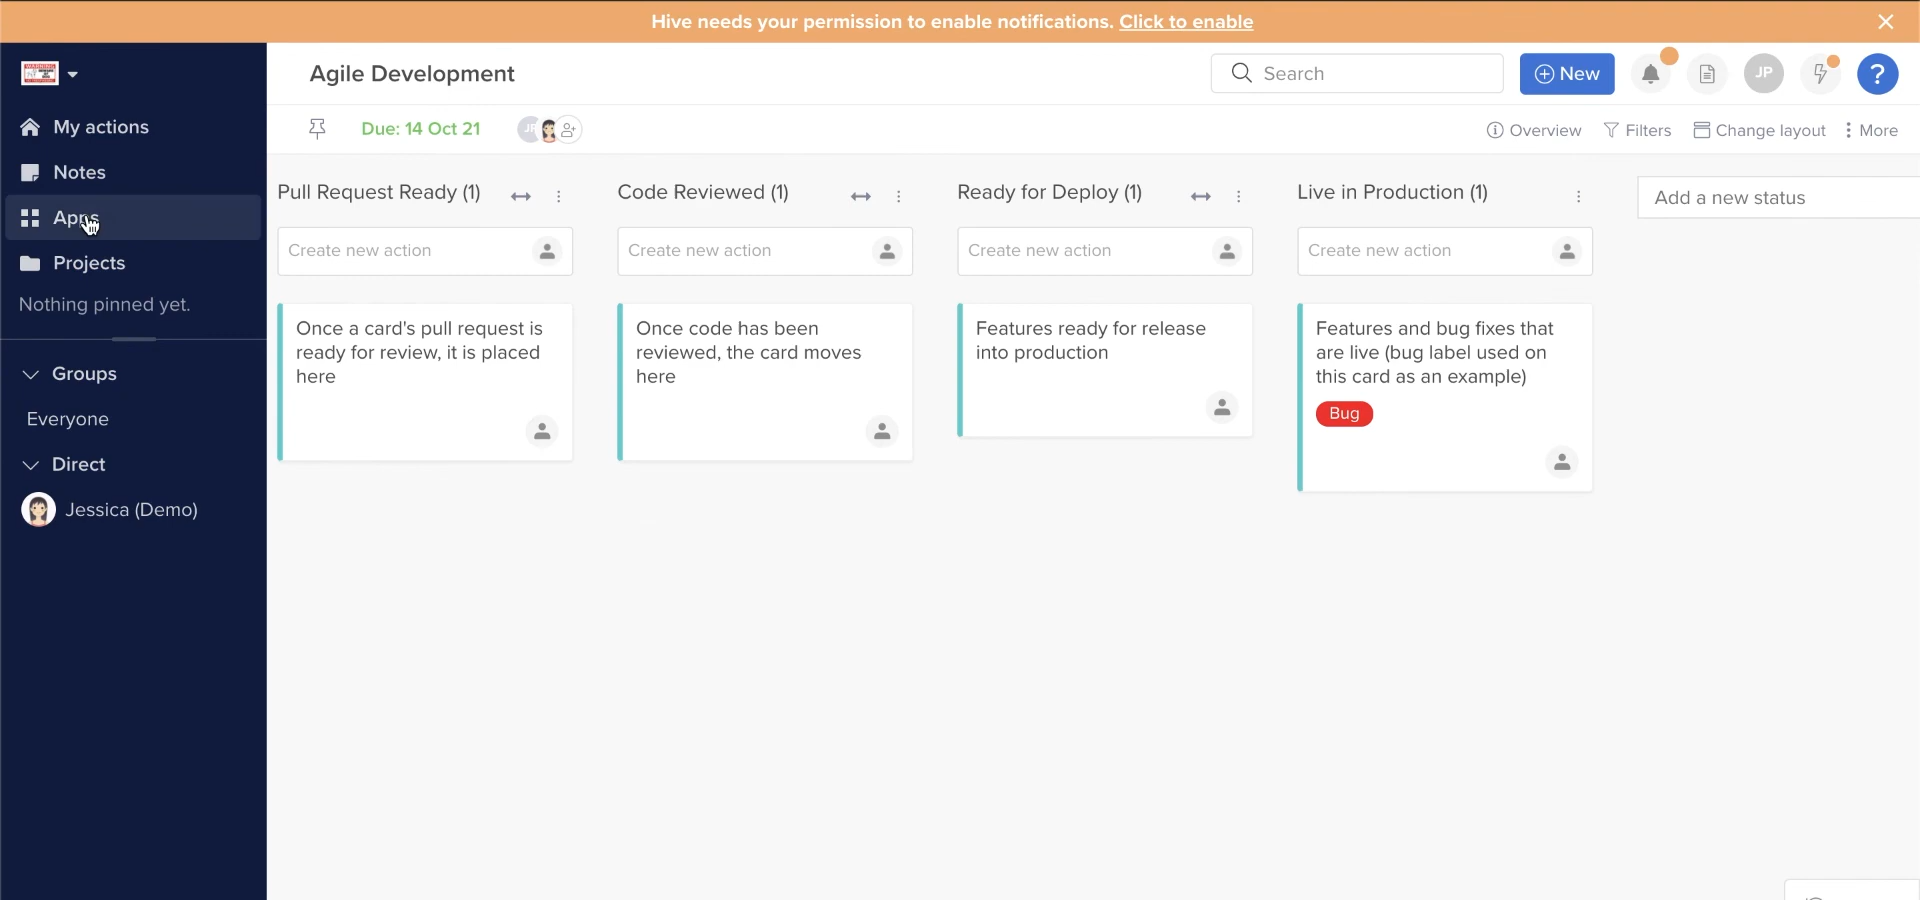 Hive needs your permission to enable notifications. Click to enable
Agile Development
Search
New
JP
?
My actions
Notes
Apps
Projects
Nothing pinned yet.
Groups
Everyone
Direct
Jessica (Demo)
Due: 14 Oct 21
Overview
Filters
Change layout
More
Pull Request Ready (1)
Create new action
Once a card's pull request is
ready for review, it is placed
here
Code Reviewed (1)
Create new action
Once code has been
reviewed, the card moves
here
Ready for Deploy (1)
Create new action
Features ready for release
into production
Live in Production (1)
Create new action
Features and bug fixes that
are live (bug label used on
this card as an example)
Bug
Add a new status